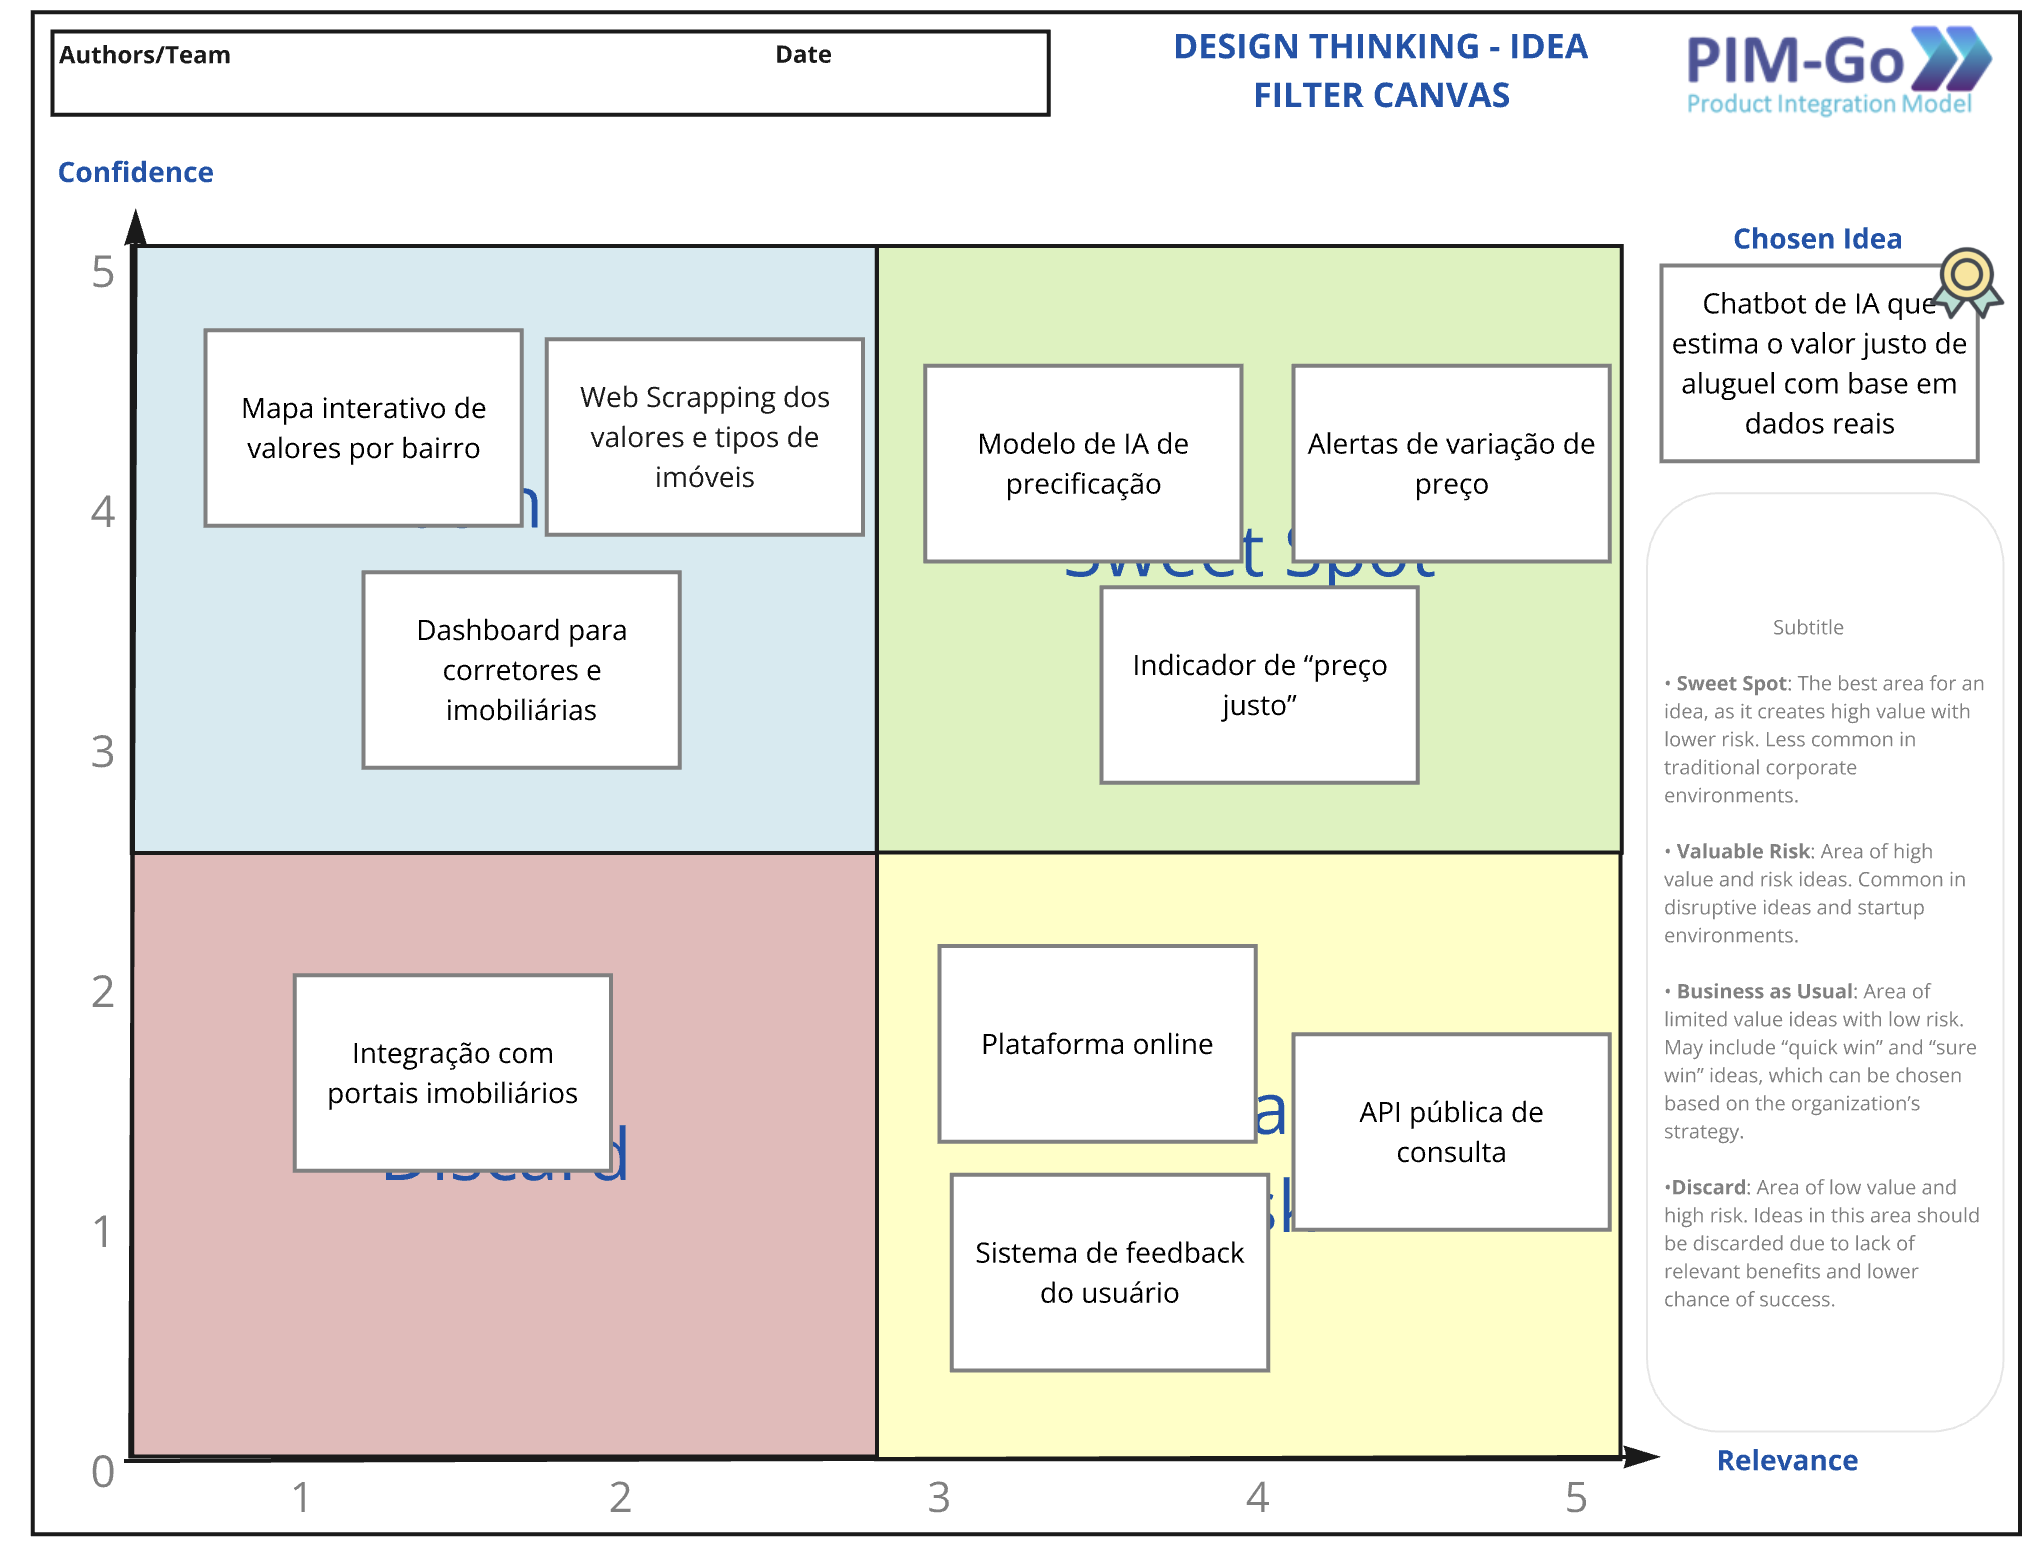 Authors/Team
Date
DESIGN THINKING - IDEA
FILTER CANVAS
PIM-Go
Product Integration Model
Confidence
5
4
3
2
1
0
Mapa interativo de
valores por bairro
Web Scrapping dos
valores e tipos de
imóveis
Dashboard para
corretores e
imobiliárias
Modelo de IA de
precificação
Alertas de variação de
preço
Sweet Spot
Indicador de “preço
justo”
Integração com
portais imobiliários
Discard
Plataforma online
API pública de
consulta
Sistema de feedback
do usuário
1
2
3
4
5
Relevance
Chosen Idea
Chatbot de IA que
estima o valor justo de
aluguel com base em
dados reais
Subtitle
• Sweet Spot: The best area for an
idea, as it creates high value with
lower risk. Less common in
traditional corporate
environments.
• Valuable Risk: Area of high
value and risk ideas. Common in
disruptive ideas and startup
environments.
• Business as Usual: Area of
limited value ideas with low risk.
May include “quick win” and “sure
win” ideas, which can be chosen
based on the organization’s
strategy.
•Discard: Area of low value and
high risk. Ideas in this area should
be discarded due to lack of
relevant benefits and lower
chance of success.